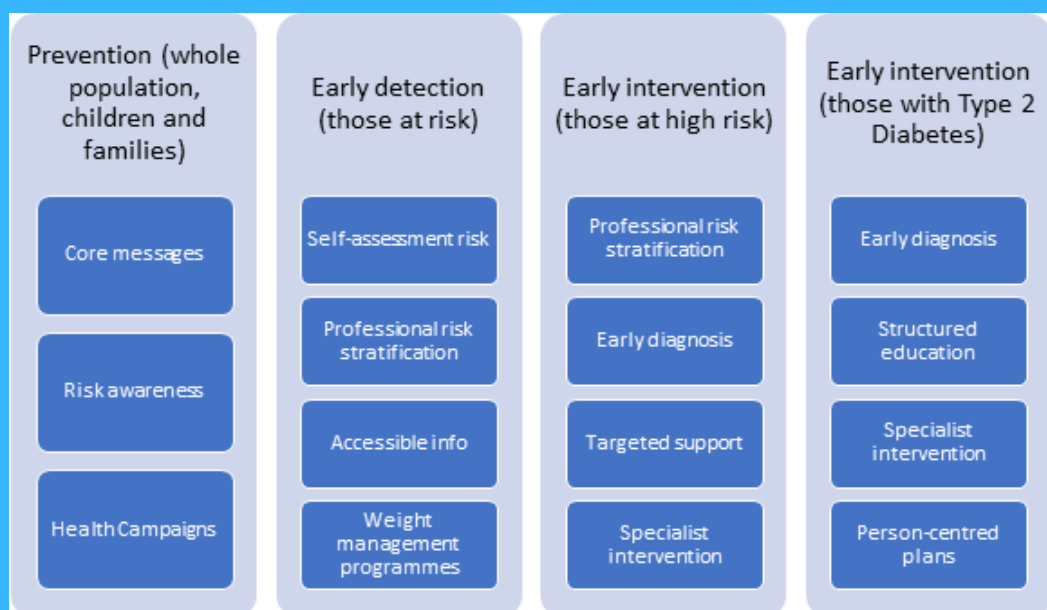 Prevention (whole
population,
children and
families)
Core messages
Risk awareness
Health Campaigns
Early detection
(those at risk)
Self-assessment risk
Professional risk
stratification
Accessible info
Weight
management
programmes
Early intervention
(those at high risk)
Professional risk
stratification
Early diagnosis
Targeted support
Specialist
intervention
Early intervention
(those with Type 2
Diabetes)
Early diagnosis
Structured
education
Specialist
intervention
Person-centred
plans